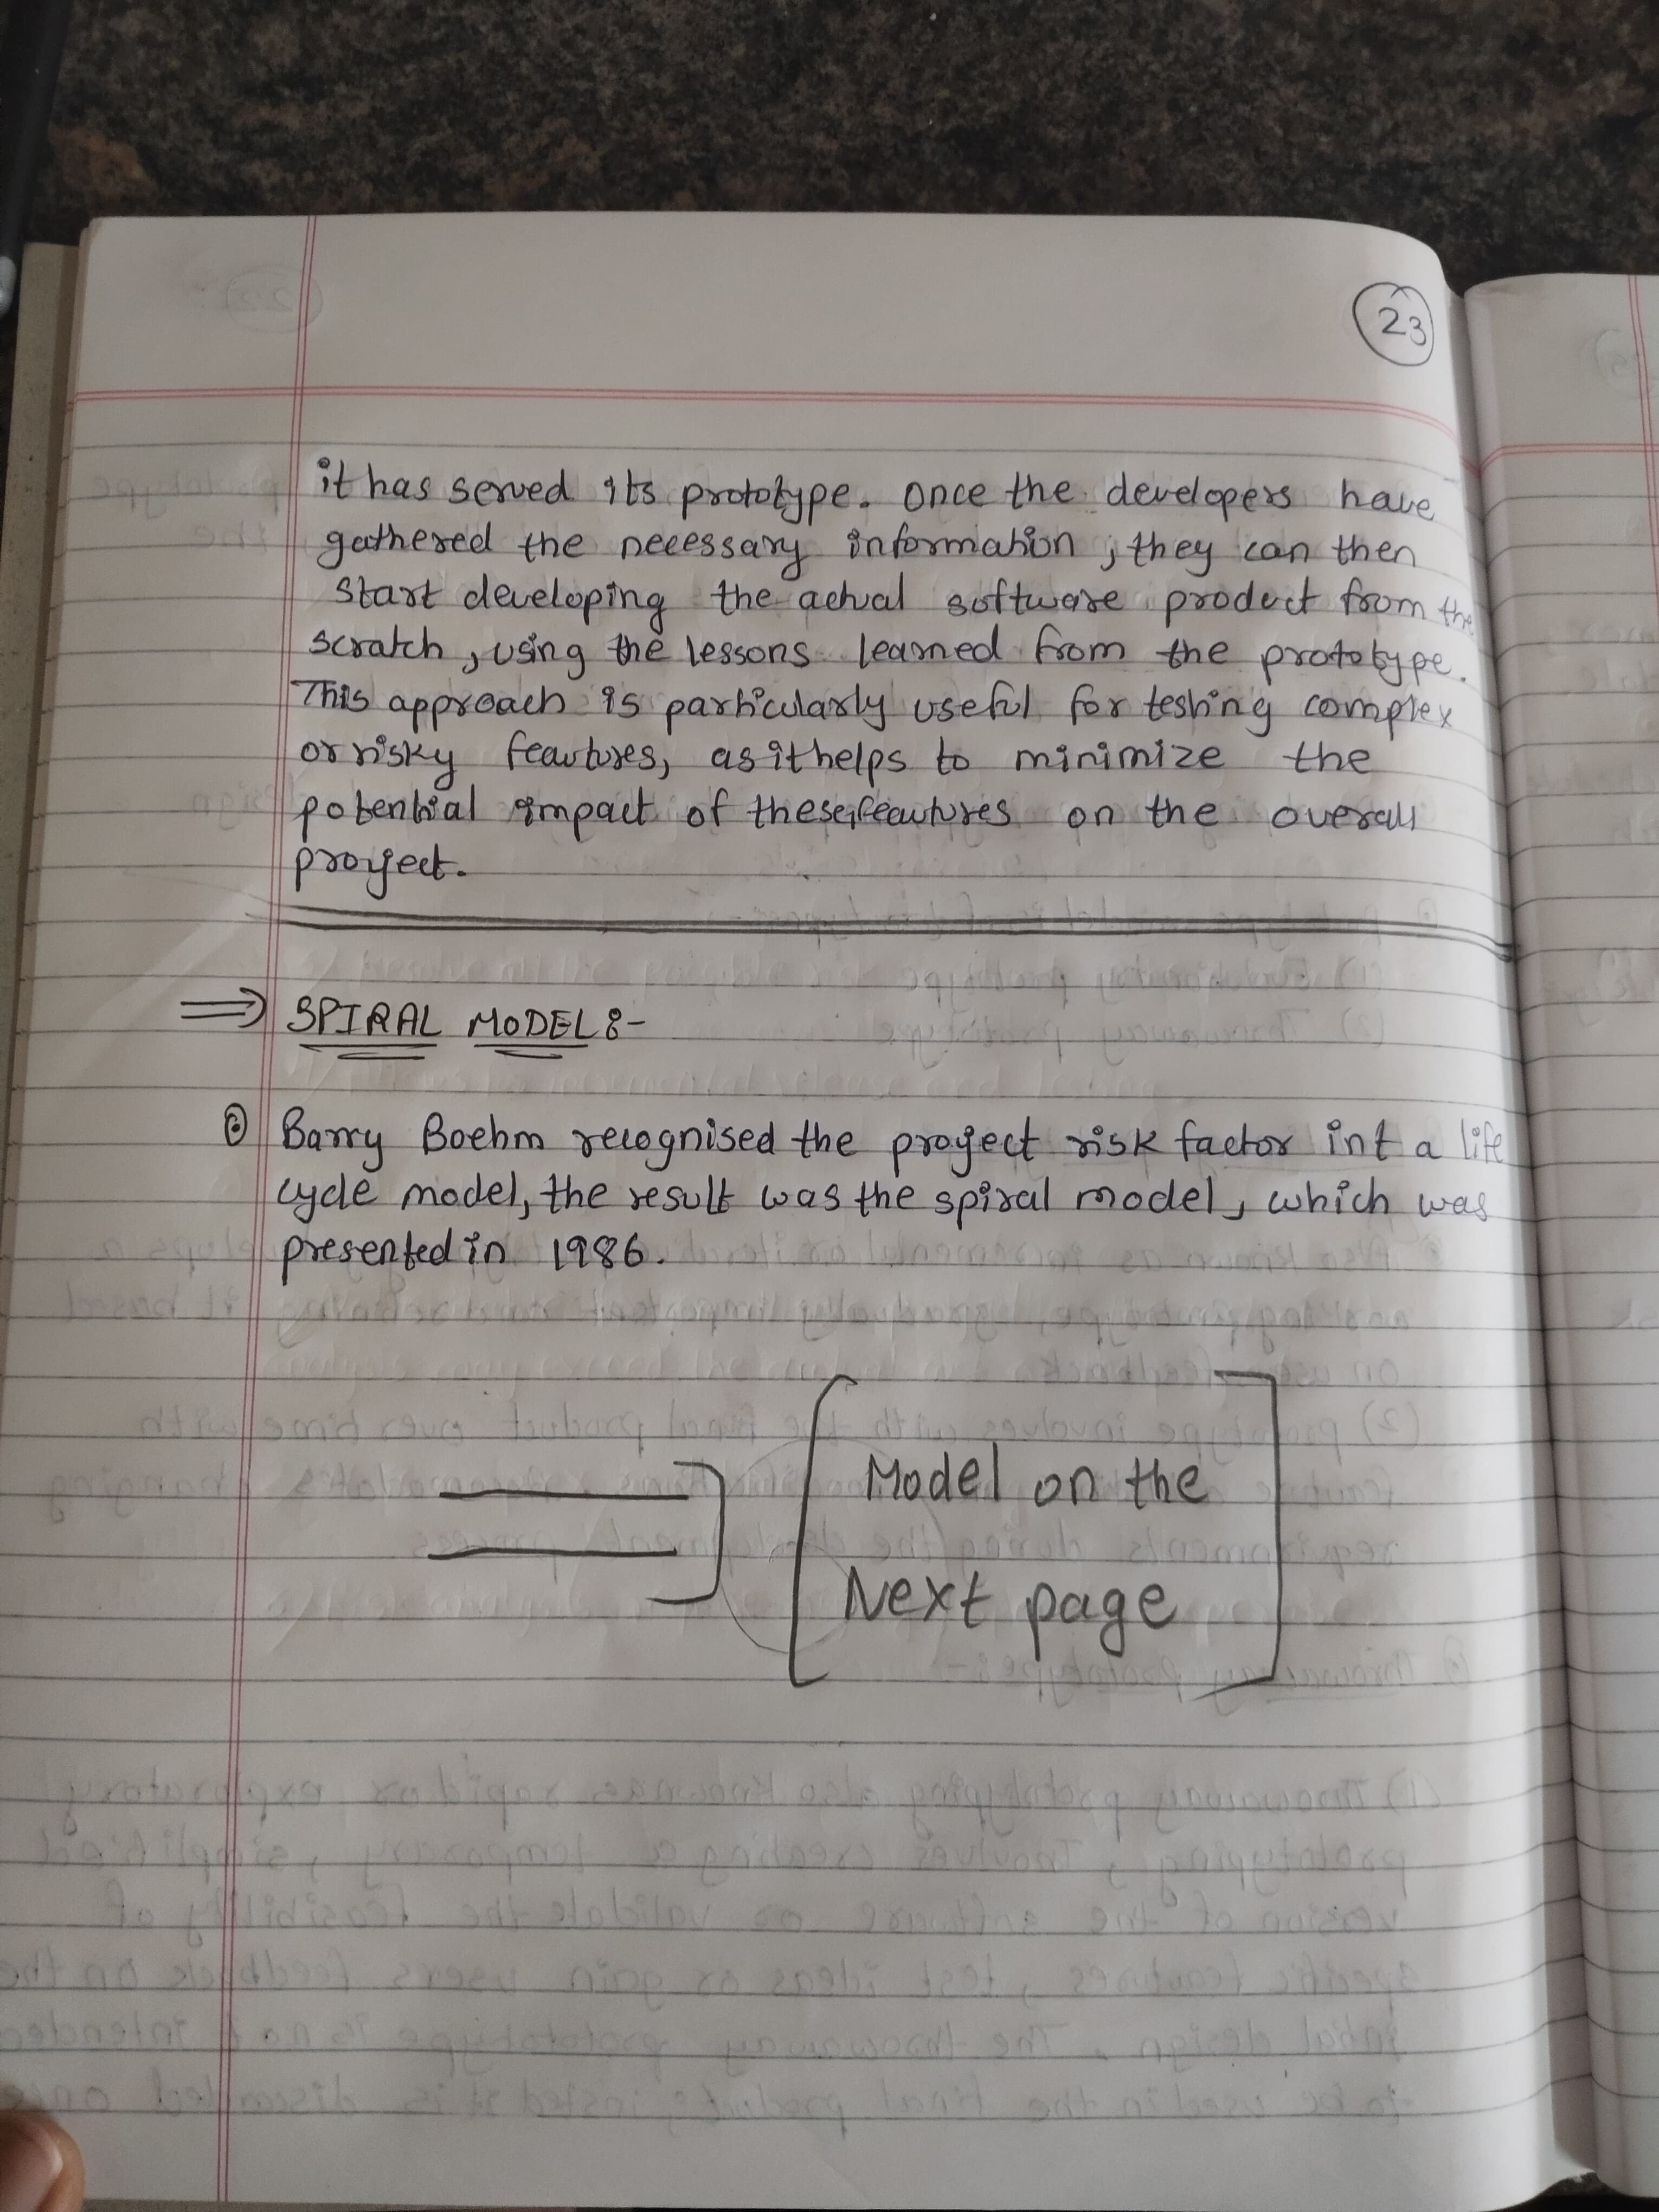 23
it has served its prototype. Once the developers have
gathered the necessary information, they can then
start developing the actual software product from the
scratch, using the lessons learned from the prototype.
This approach is particularly useful for testing complex
or risky features, as it helps to minimize the
potential impact of these features on the overall
project.
⇒ SPIRAL MODEL :-
Barry Boehm recognised the project risk factor int a life
cycle model, the result was the spiral model, which was
presented in 1986.
Model on the
Next page